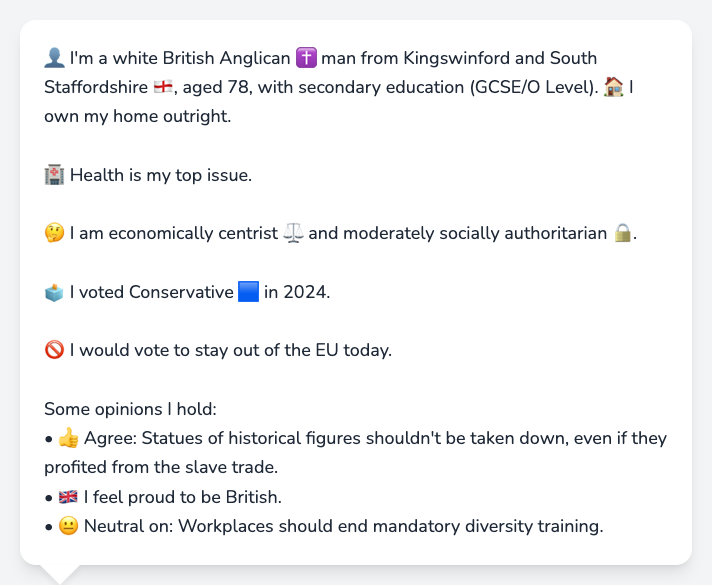 👤 I'm a white British Anglican ✝️ man from Kingswinford and South
Staffordshire 🏴󠁧󠁢󠁥󠁮󠁧󠁿, aged 78, with secondary education (GCSE/O Level). 🏠 I
own my home outright.
🏥 Health is my top issue.
🤔 I am economically centrist ⚖️ and moderately socially authoritarian 🔒.
🗳️ I voted Conservative 🟦 in 2024.
🚫 I would vote to stay out of the EU today.
Some opinions I hold:
• 👍 Agree: Statues of historical figures shouldn't be taken down, even if they
profited from the slave trade.
• 🇬🇧 I feel proud to be British.
• 😐 Neutral on: Workplaces should end mandatory diversity training.